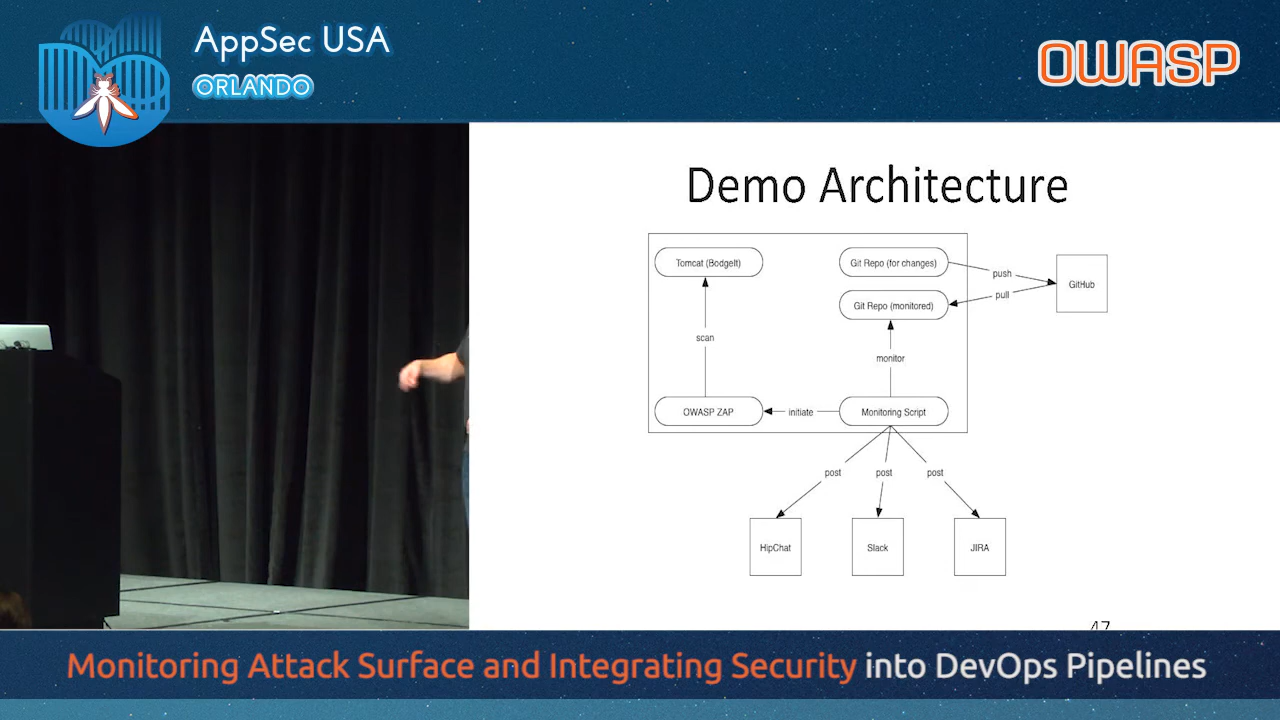 AppSec USA
ORLANDO
OWASP
Demo Architecture
Tomcat (BodgeIt)
Git Repo (for changes)
push
GitHub
pull
Git Repo (monitored)
scan
monitor
OWASP ZAP
initiate
Monitoring Script
post
post
post
HipChat
Slack
JIRA
47
Monitoring Attack Surface and Integrating Security into DevOps Pipelines